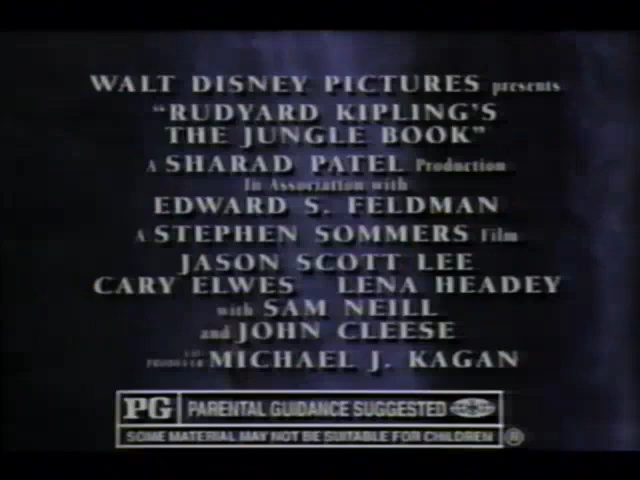 WALT DISNEY PICTURES presents
"RUDYARD KIPLING'S
THE JUNGLE BOOK"
A SHARAD PATEL Production
In Association with
EDWARD S. FELDMAN
A STEPHEN SOMMERS Film
JASON SCOTT LEE
CARY ELWES LENA HEADEY
with SAM NEILL
and JOHN CLEESE
CO-PRODUCER MICHAEL J. KAGAN
PG PARENTAL GUIDANCE SUGGESTED
SOME MATERIAL MAY NOT BE SUITABLE FOR CHILDREN ®